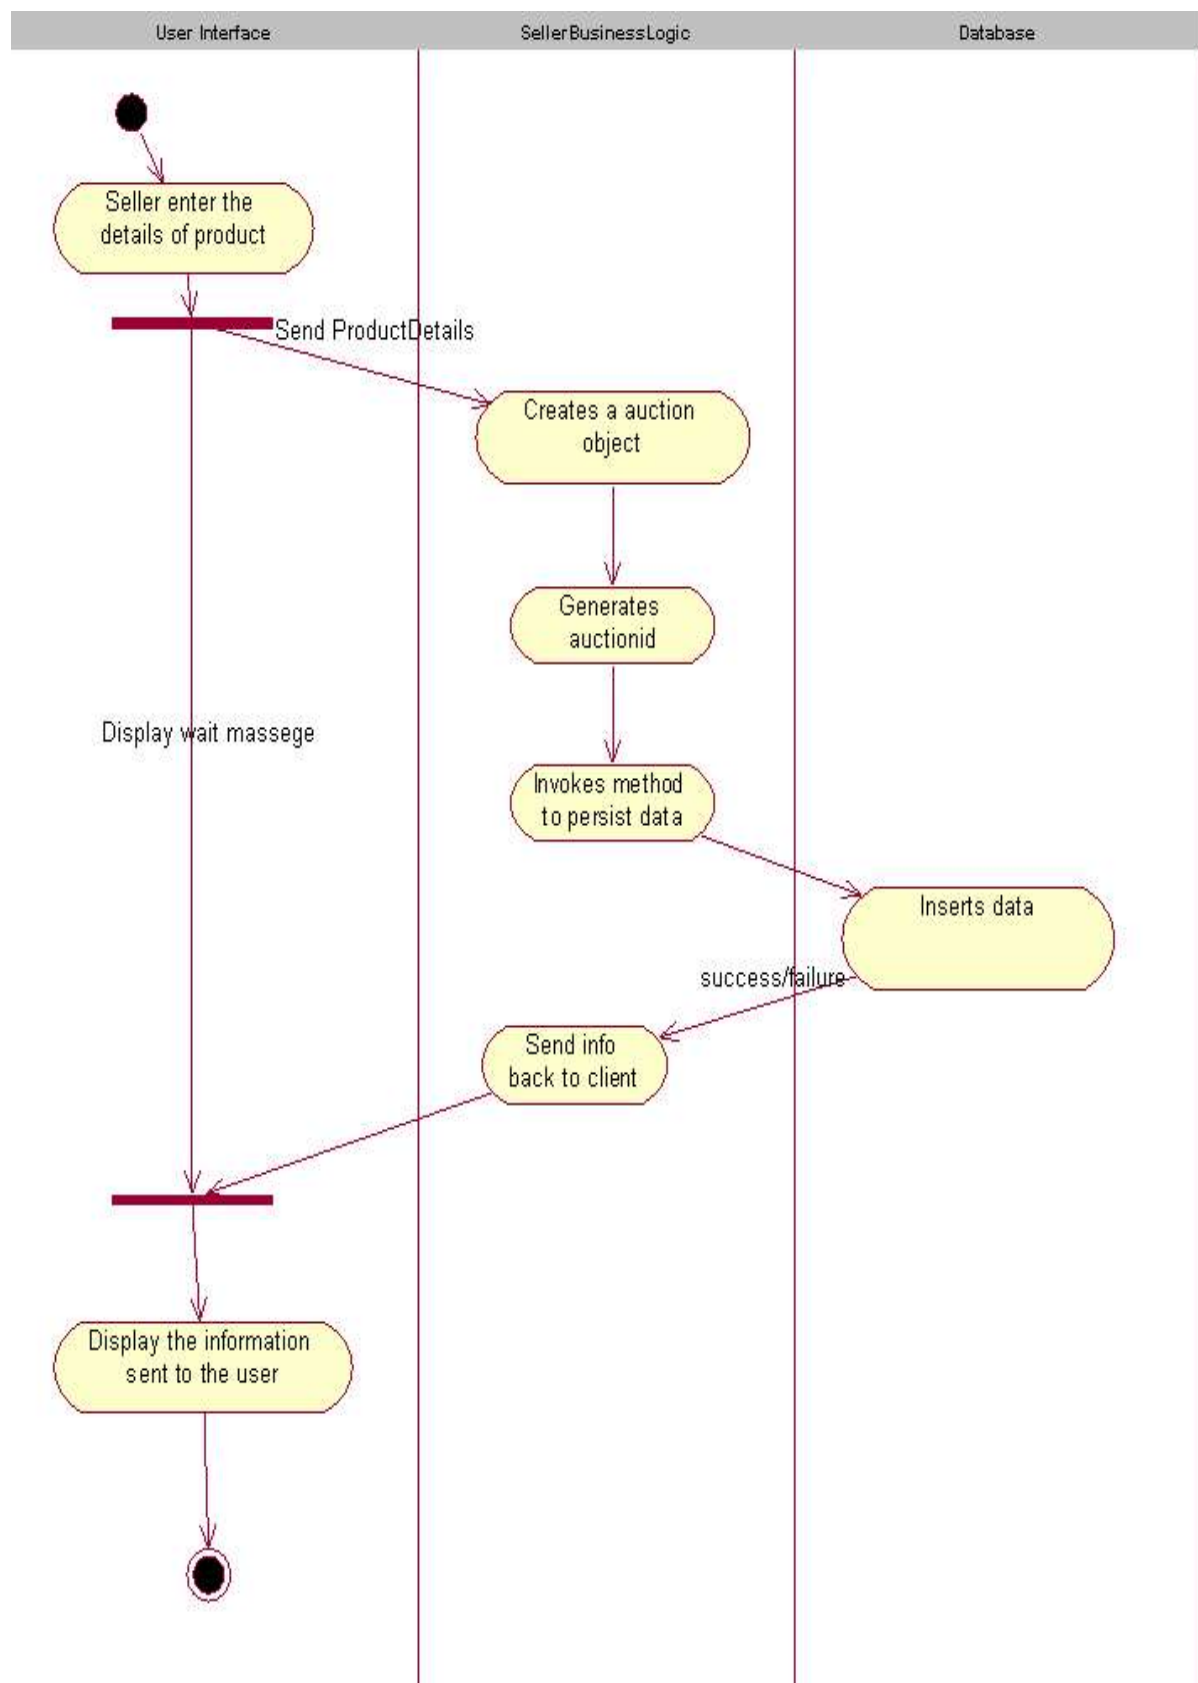 User Interface
SellerBusinessLogic
Database
Seller enter the
details of product
Send ProductDetails
Creates a auction
object
Generates
auctionid
Display wait massege
Invokes method
to persist data
Inserts data
success/failure
Send info
back to client
Display the information
sent to the user